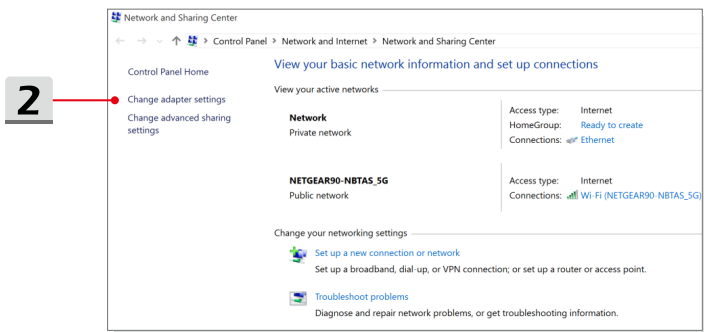 Network and Sharing Center
Control Panel > Network and Internet > Network and Sharing Center
Control Panel Home
2
Change adapter settings
Change advanced sharing
settings
View your basic network information and set up connections
View your active networks
Network
Private network
Access type: Internet
HomeGroup: Ready to create
Connections: Ethernet
NETGEAR90-NBTAS_5G
Public network
Access type: Internet
Connections: Wi-Fi (NETGEAR90-NBTAS_5G)
Change your networking settings
Set up a new connection or network
Set up a broadband, dial-up, or VPN connection; or set up a router or access point.
Troubleshoot problems
Diagnose and repair network problems, or get troubleshooting information.